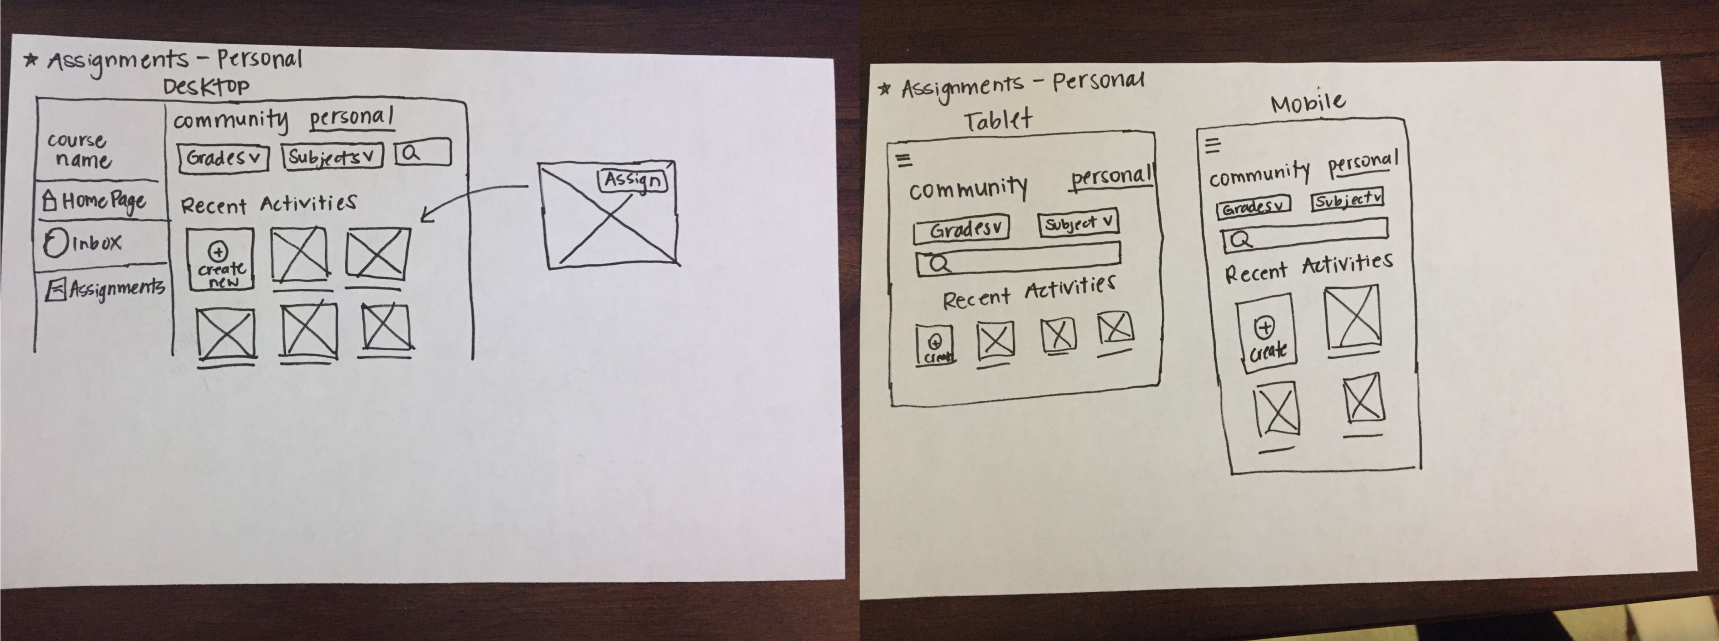 ★ Assignments - Personal
Desktop
course
name
Home Page
Inbox
Assignments
community personal
Grades v
Subjects v
Recent Activities
create
new
Assign
★ Assignments - Personal
Tablet
community personal
Grades v
Subject v
Recent Activities
create
Mobile
community personal
Grades v
Subject v
Recent Activities
create